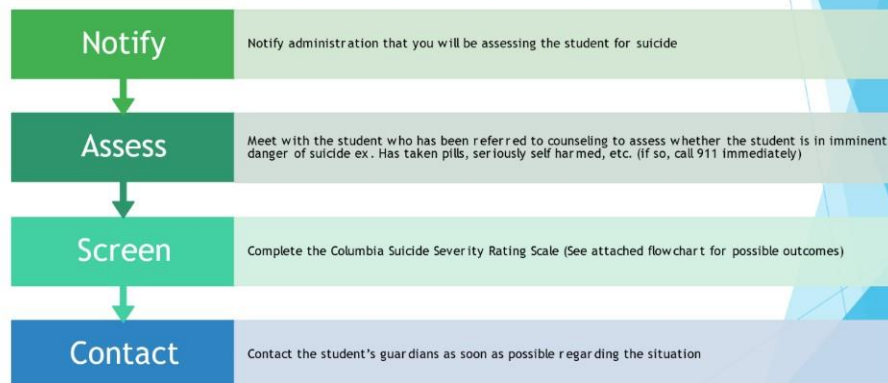 Notify
Notify administration that you will be assessing the student for suicide
Assess
Meet with the student who has been referred to counseling to assess whether the student is in imminent
danger of suicide ex. Has taken pills, seriously self harmed, etc. (if so, call 911 immediately)
Screen
Complete the Columbia Suicide Severity Rating Scale (See attached flowchart for possible outcomes)
Contact
Contact the student's guardians as soon as possible regarding the situation